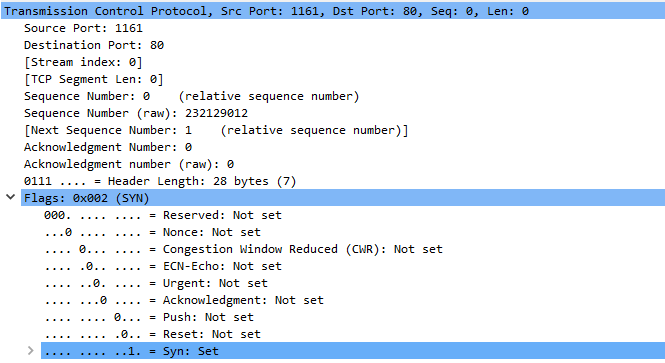 Transmission Control Protocol, Src Port: 1161, Dst Port: 80, Seq: 0, Len: 0
Source Port: 1161
Destination Port: 80
[Stream index: 0]
[TCP Segment Len: 0]
Sequence Number: 0    (relative sequence number)
Sequence Number (raw): 232129012
[Next Sequence Number: 1    (relative sequence number)]
Acknowledgment Number: 0
Acknowledgment number (raw): 0
0111 .... = Header Length: 28 bytes (7)
Flags: 0x002 (SYN)
000. .... .... = Reserved: Not set
...0 .... .... = Nonce: Not set
.... 0... .... = Congestion Window Reduced (CWR): Not set
.... .0.. .... = ECN-Echo: Not set
.... ..0. .... = Urgent: Not set
.... ...0 .... = Acknowledgment: Not set
.... .... 0... = Push: Not set
.... .... .0.. = Reset: Not set
.... .... ..1. = Syn: Set